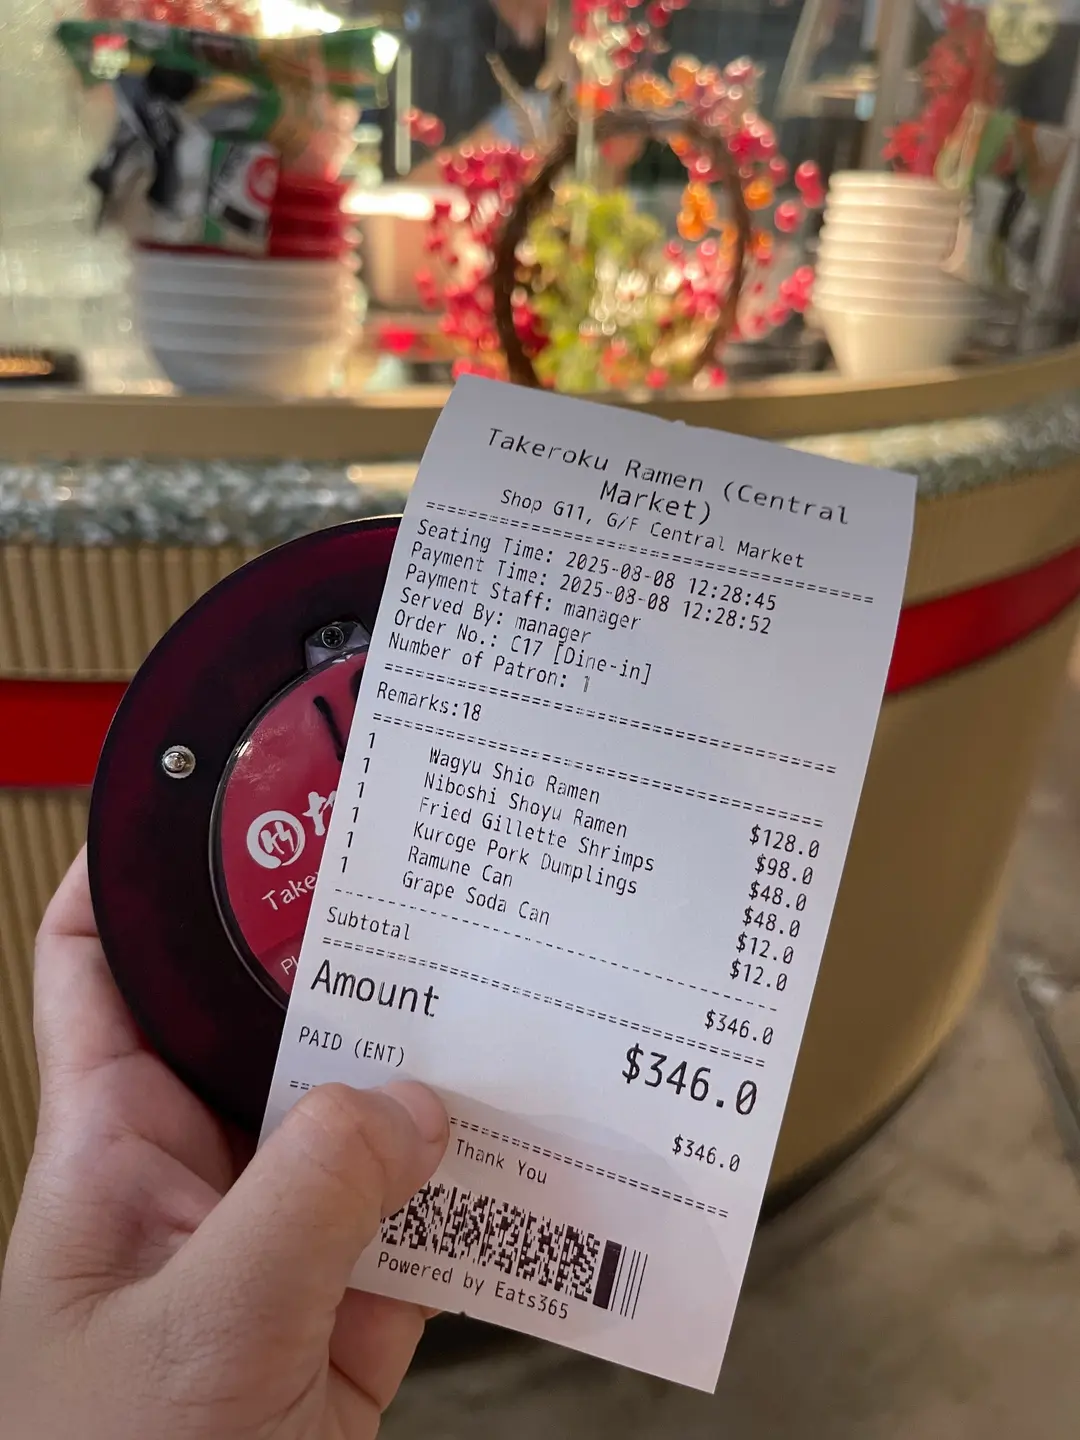 Takeroku Ramen (Central
Market)
Shop G11, G/F Central Market
Seating Time: 2025-08-08 12:28:45
Payment Time: 2025-08-08 12:28:52
Payment Staff: manager
Served By: manager
Order No.: C17 [Dine-in]
Number of Patron: 1
Remarks:18
1 Wagyu Shio Ramen $128.0
1 Niboshi Shoyu Ramen $98.0
1 Fried Gillette Shrimps $48.0
1 Kuroge Pork Dumplings $48.0
1 Ramune Can $12.0
1 Grape Soda Can $12.0
Subtotal $346.0
Amount $346.0
PAID (ENT) $346.0
Thank You
Powered by Eats365
Take